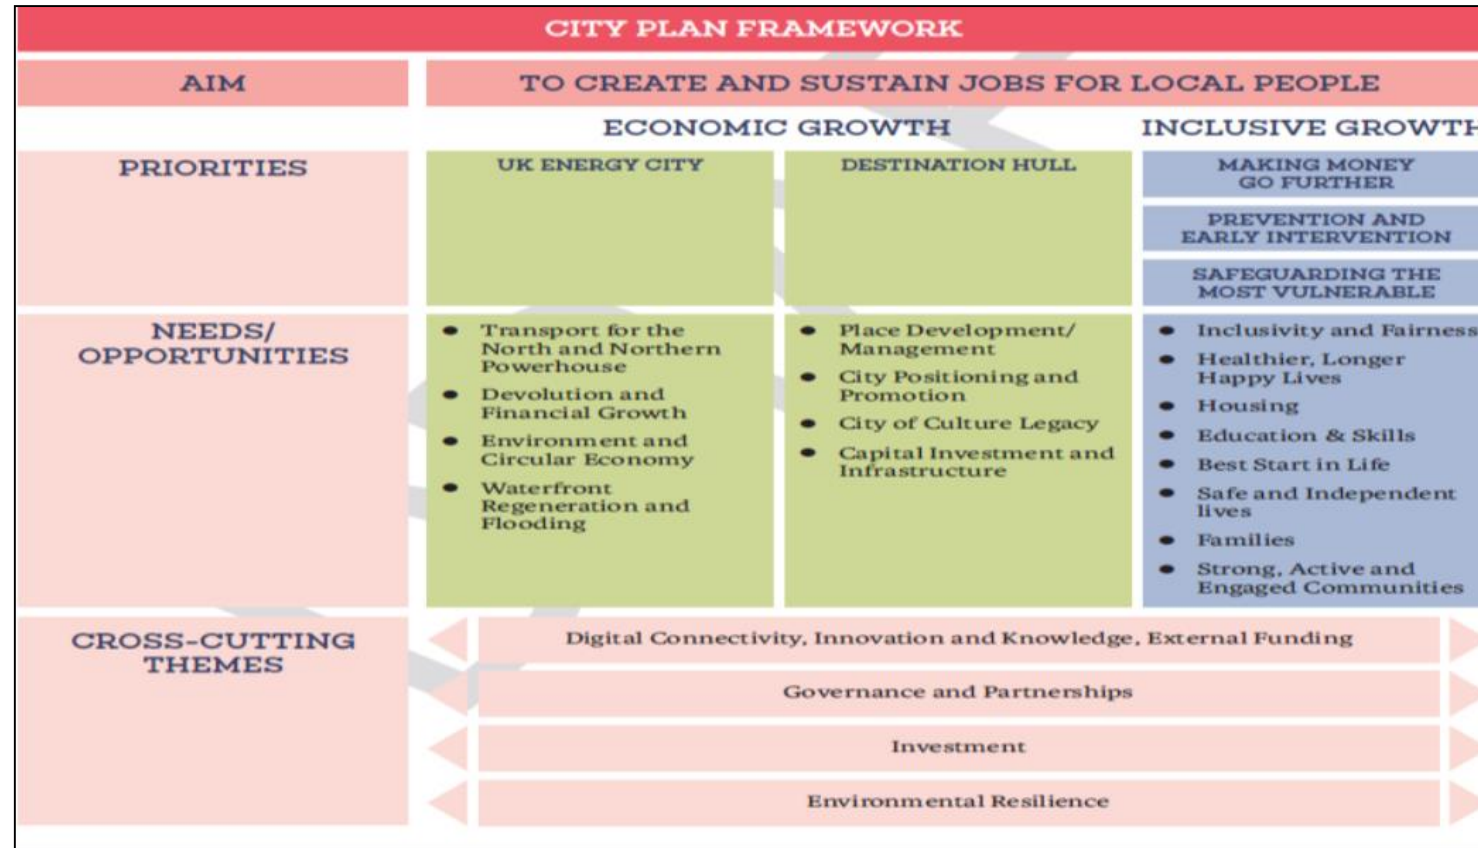 CITY PLAN FRAMEWORK
AIM
TO CREATE AND SUSTAIN JOBS FOR LOCAL PEOPLE
ECONOMIC GROWTH
INCLUSIVE GROWTH
PRIORITIES
UK ENERGY CITY
DESTINATION HULL
MAKING MONEY
GO FURTHER
PREVENTION AND
EARLY INTERVENTION
SAFEGUARDING THE
MOST VULNERABLE
NEEDS/
OPPORTUNITIES
• Transport for the
North and Northern
Powerhouse
• Devolution and
Financial Growth
• Environment and
Circular Economy
• Waterfront
Regeneration and
Flooding
• Place Development/
Management
• City Positioning and
Promotion
• City of Culture Legacy
• Capital Investment and
Infrastructure
• Inclusivity and Fairness
• Healthier, Longer
Happy Lives
• Housing
• Education & Skills
• Best Start in Life
• Safe and Independent
lives
• Families
• Strong, Active and
Engaged Communities
CROSS-CUTTING
THEMES
Digital Connectivity, Innovation and Knowledge, External Funding
Governance and Partnerships
Investment
Environmental Resilience